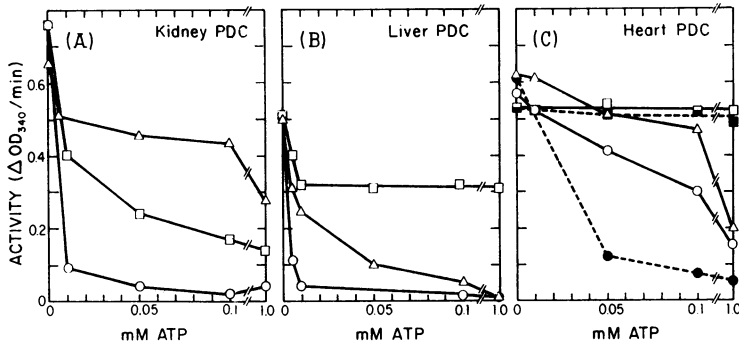 (A) Kidney PDC
(B) Liver PDC
(C) Heart PDC
ACTIVITY (Δ OD340/min)
0.6
0.4
0.2
0
0 0.05 0.1 1.0
0 0.05 0.1 1.0
0 0.05 0.1 1.0
mM ATP
mM ATP
mM ATP